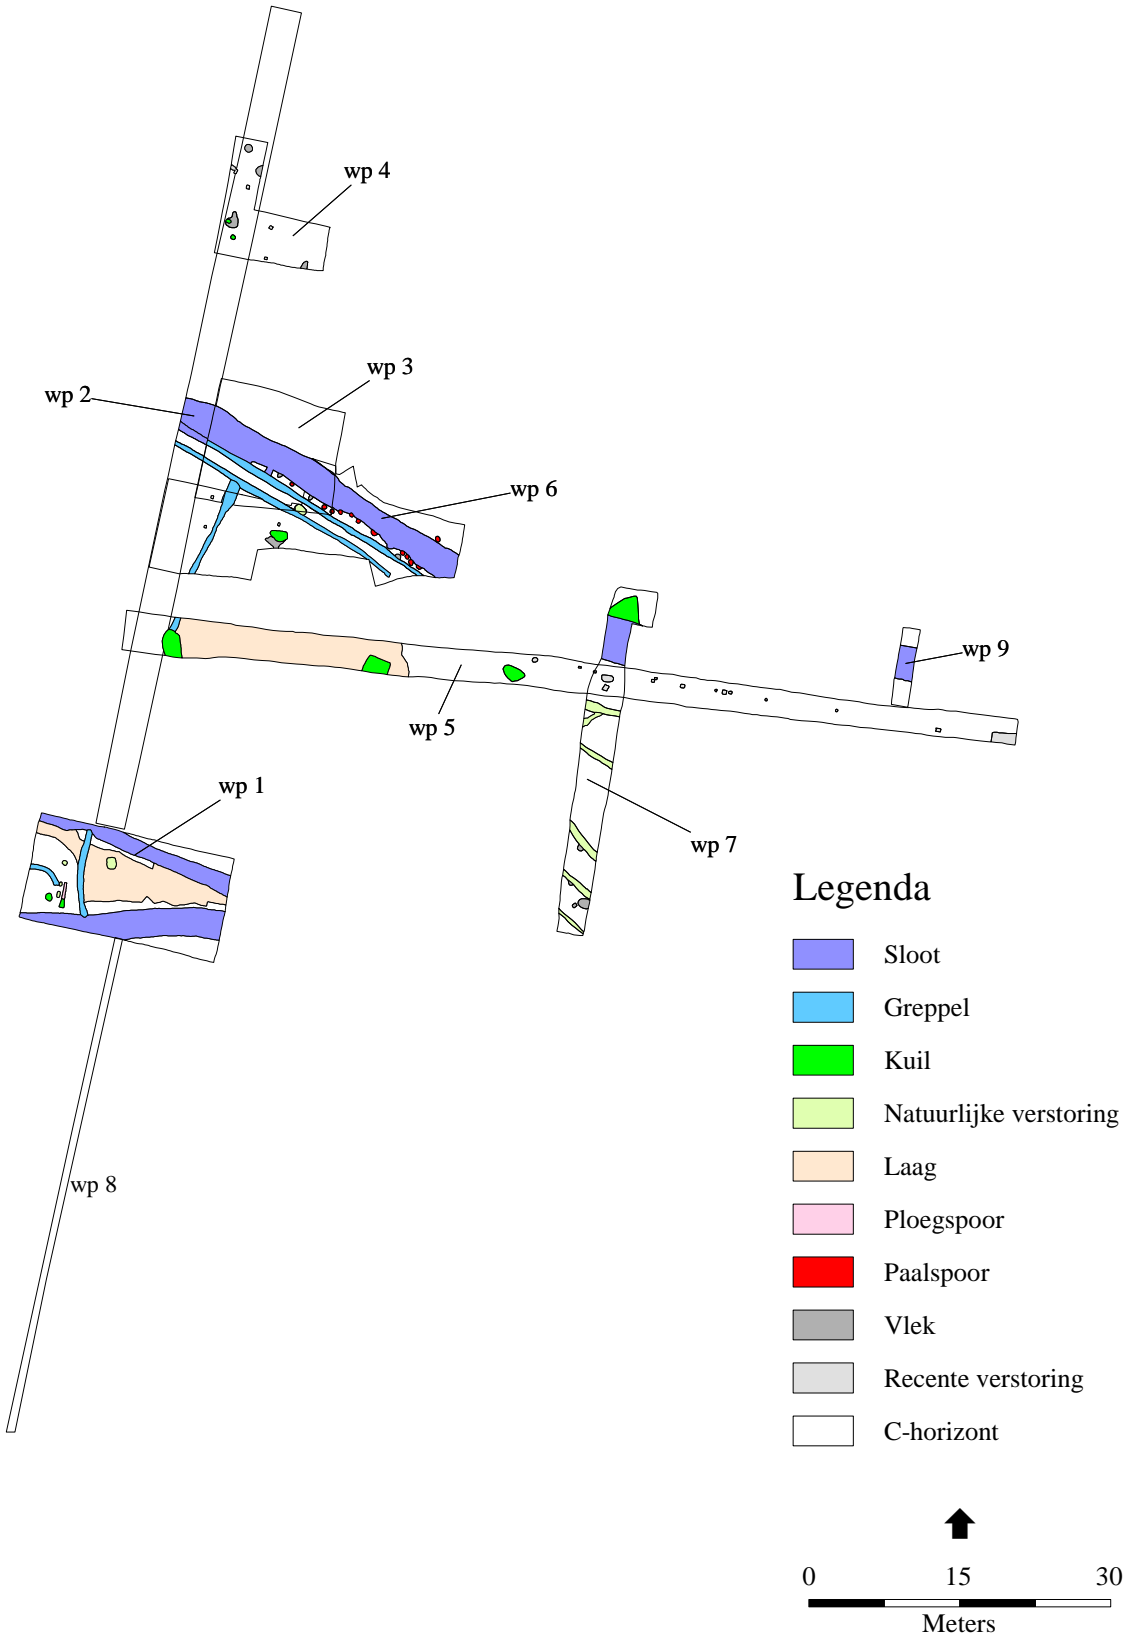 wp 4
wp 3
wp 2
wp 6
wp 9
wp 5
wp 1
wp 7
wp 8
Legenda
Sloot
Greppel
Kuil
Natuurlijke verstoring
Laag
Ploegspoor
Paalspoor
Vlek
Recente verstoring
C-horizont
0 15 30
Meters